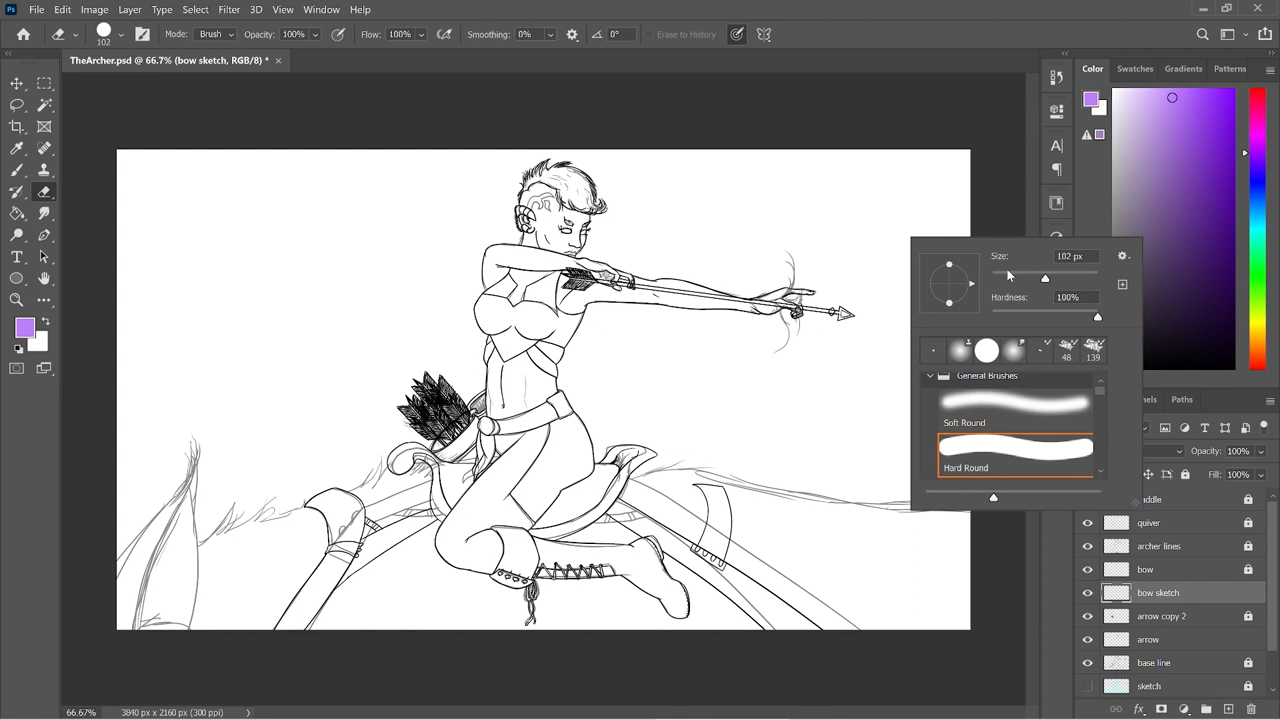 Ps File Edit Image Layer Type Select Filter 3D View Window Help
102 Mode: Brush Opacity: 100% Flow: 100% Smoothing: 0% 0° Erase to History
TheArcher.psd @ 66.7% (bow sketch, RGB/8) *
Color Swatches Gradients Patterns
Size: 102 px
Hardness: 100%
48 139
General Brushes
Soft Round
Hard Round
Paths
Opacity: 100%
Fill: 100%
quiver
archer lines
bow
bow sketch
arrow copy 2
arrow
base line
sketch
66.67% 3840 px x 2160 px (300 ppi)